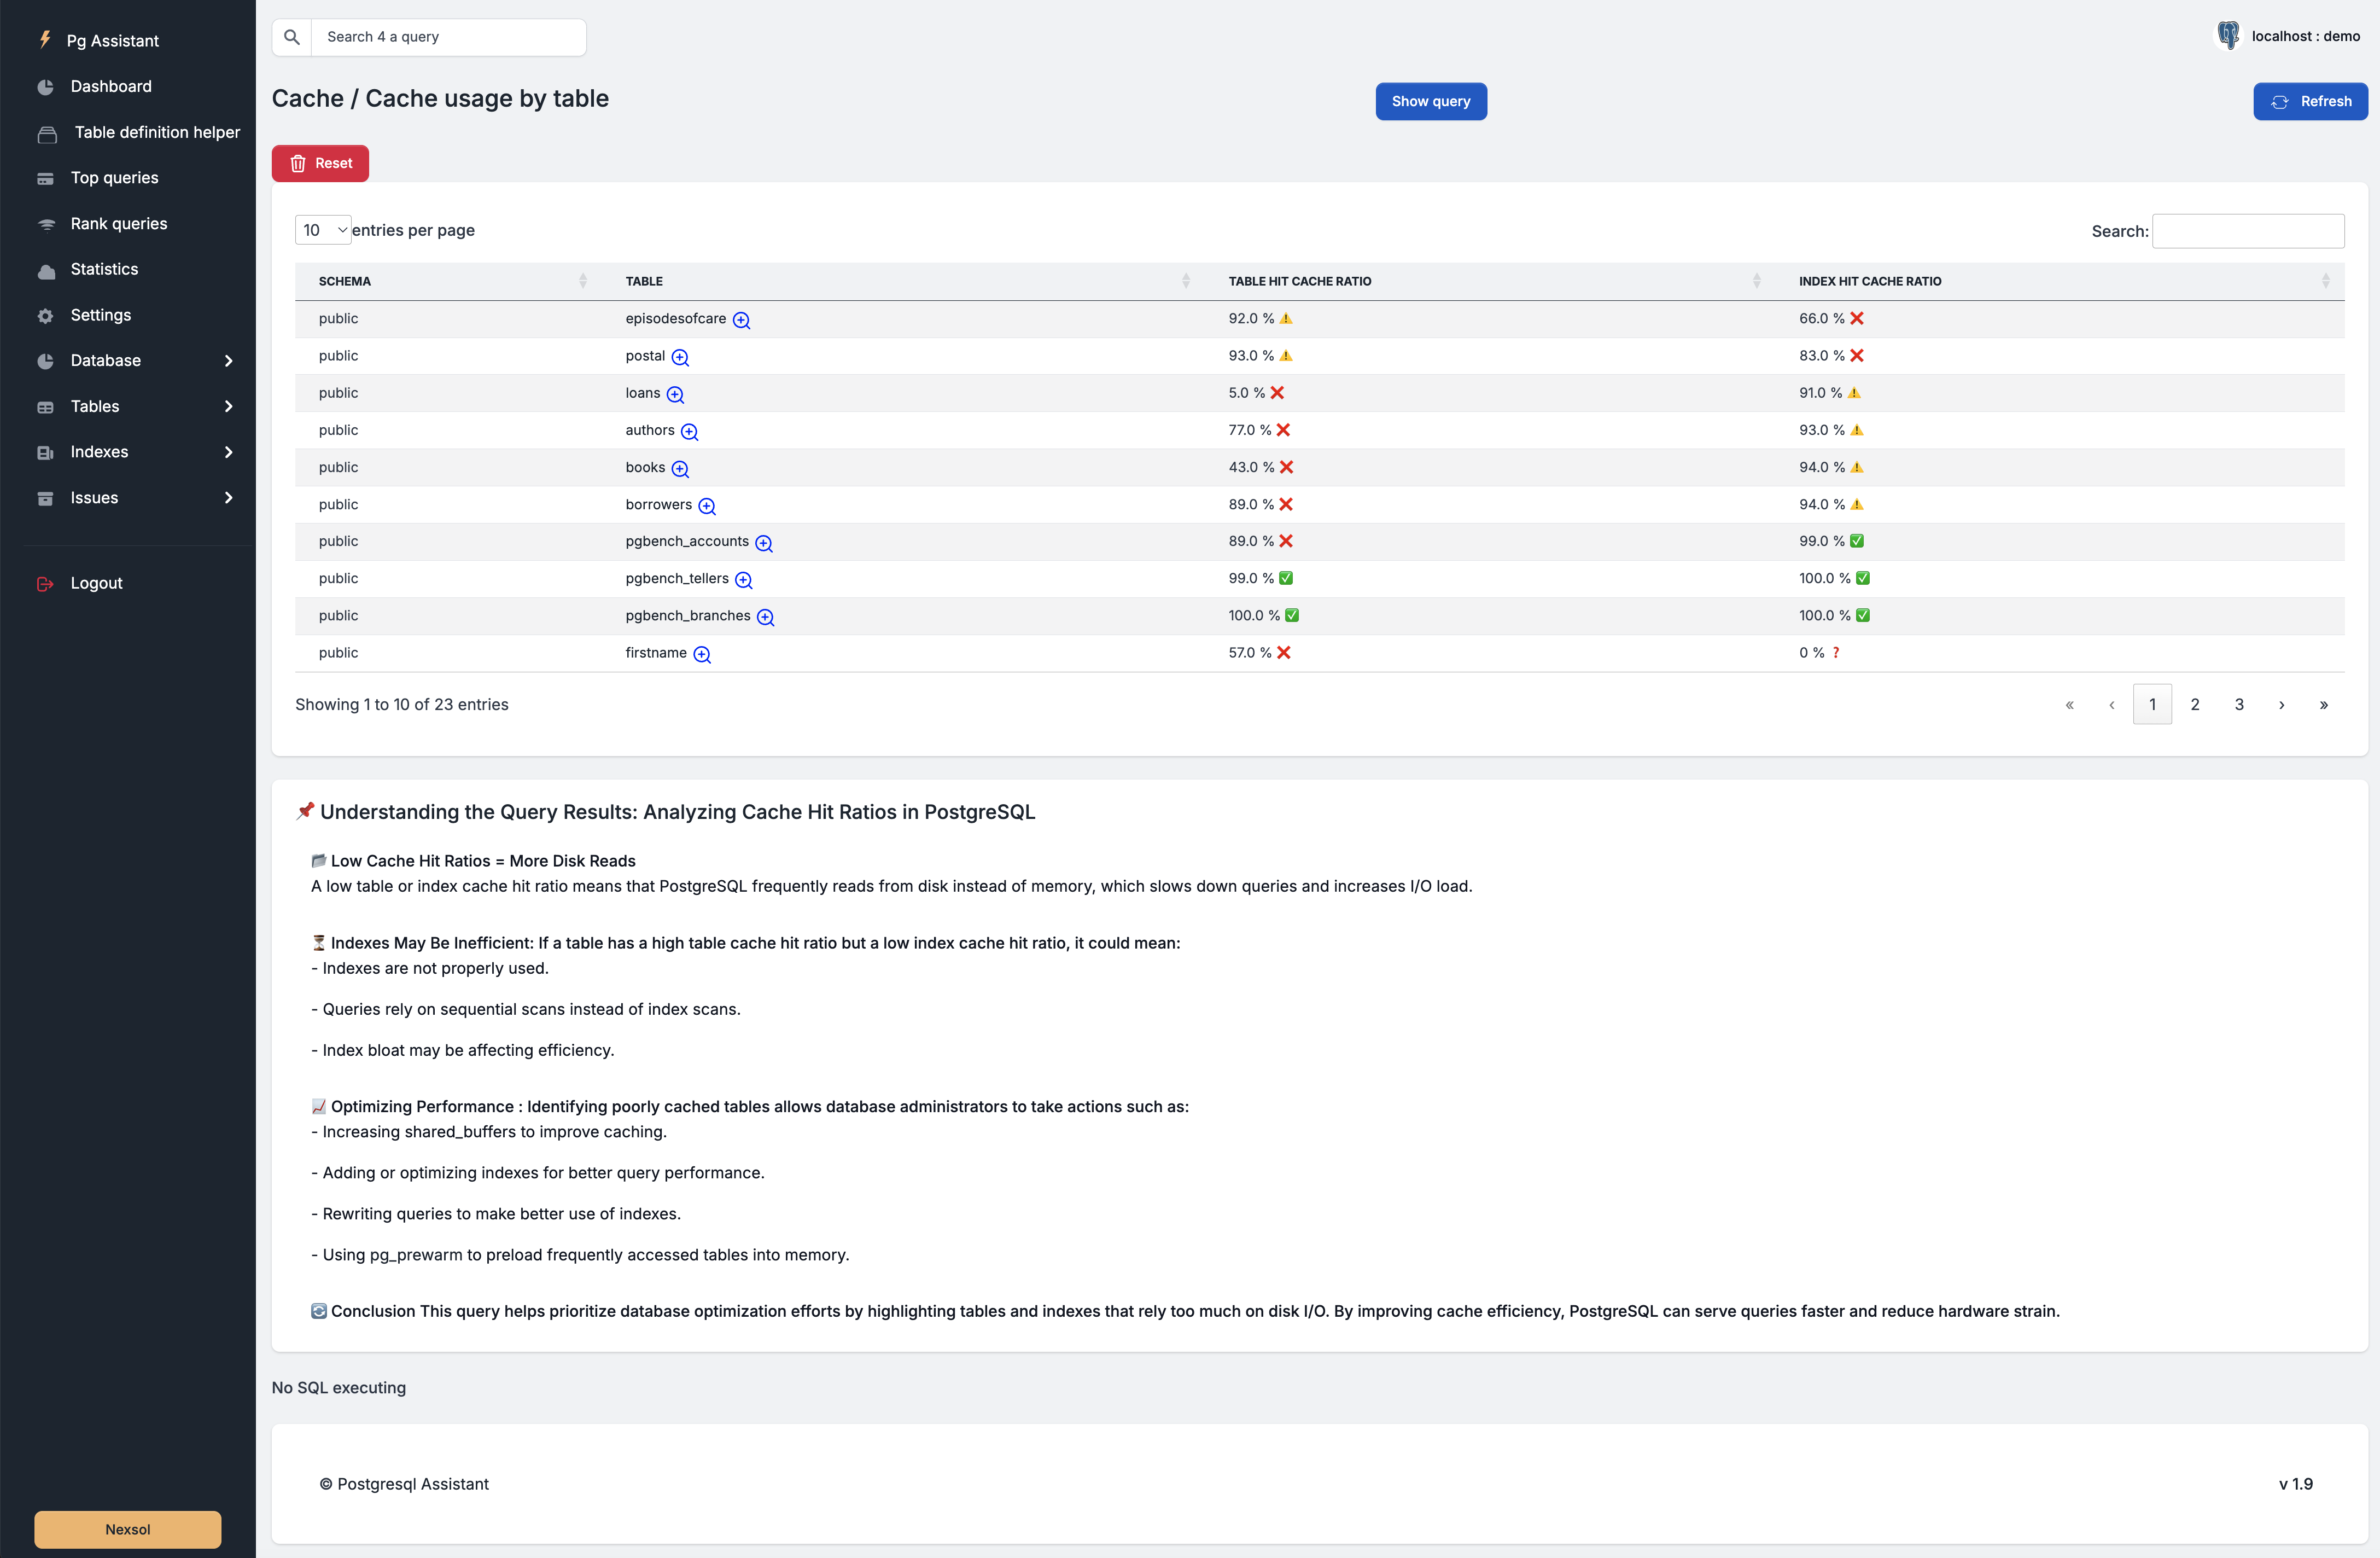 Pg Assistant
Dashboard
Table definition helper
Top queries
Rank queries
Statistics
Settings
Database
Tables
Indexes
Issues
Logout
Nexsol
Search 4 a query
localhost : demo
Cache / Cache usage by table
Show query
Refresh
Reset
10 entries per page
Search:
SCHEMA TABLE TABLE HIT CACHE RATIO INDEX HIT CACHE RATIO
public episodesofcare 92.0 % ⚠️ 66.0 % ❌
public postal 93.0 % ⚠️ 83.0 % ❌
public loans 5.0 % ❌ 91.0 % ⚠️
public authors 77.0 % ❌ 93.0 % ⚠️
public books 43.0 % ❌ 94.0 % ⚠️
public borrowers 89.0 % ❌ 94.0 % ⚠️
public pgbench_accounts 89.0 % ❌ 99.0 % ✅
public pgbench_tellers 99.0 % ✅ 100.0 % ✅
public pgbench_branches 100.0 % ✅ 100.0 % ✅
public firstname 57.0 % ❌ 0 % ❓
Showing 1 to 10 of 23 entries
« ‹ 1 2 3 › »
📌 Understanding the Query Results: Analyzing Cache Hit Ratios in PostgreSQL
📂 Low Cache Hit Ratios = More Disk Reads
A low table or index cache hit ratio means that PostgreSQL frequently reads from disk instead of memory, which slows down queries and increases I/O load.
⏳ Indexes May Be Inefficient: If a table has a high table cache hit ratio but a low index cache hit ratio, it could mean:
- Indexes are not properly used.
- Queries rely on sequential scans instead of index scans.
- Index bloat may be affecting efficiency.
📈 Optimizing Performance : Identifying poorly cached tables allows database administrators to take actions such as:
- Increasing shared_buffers to improve caching.
- Adding or optimizing indexes for better query performance.
- Rewriting queries to make better use of indexes.
- Using pg_prewarm to preload frequently accessed tables into memory.
🔄 Conclusion This query helps prioritize database optimization efforts by highlighting tables and indexes that rely too much on disk I/O. By improving cache efficiency, PostgreSQL can serve queries faster and reduce hardware strain.
No SQL executing
© Postgresql Assistant
v 1.9